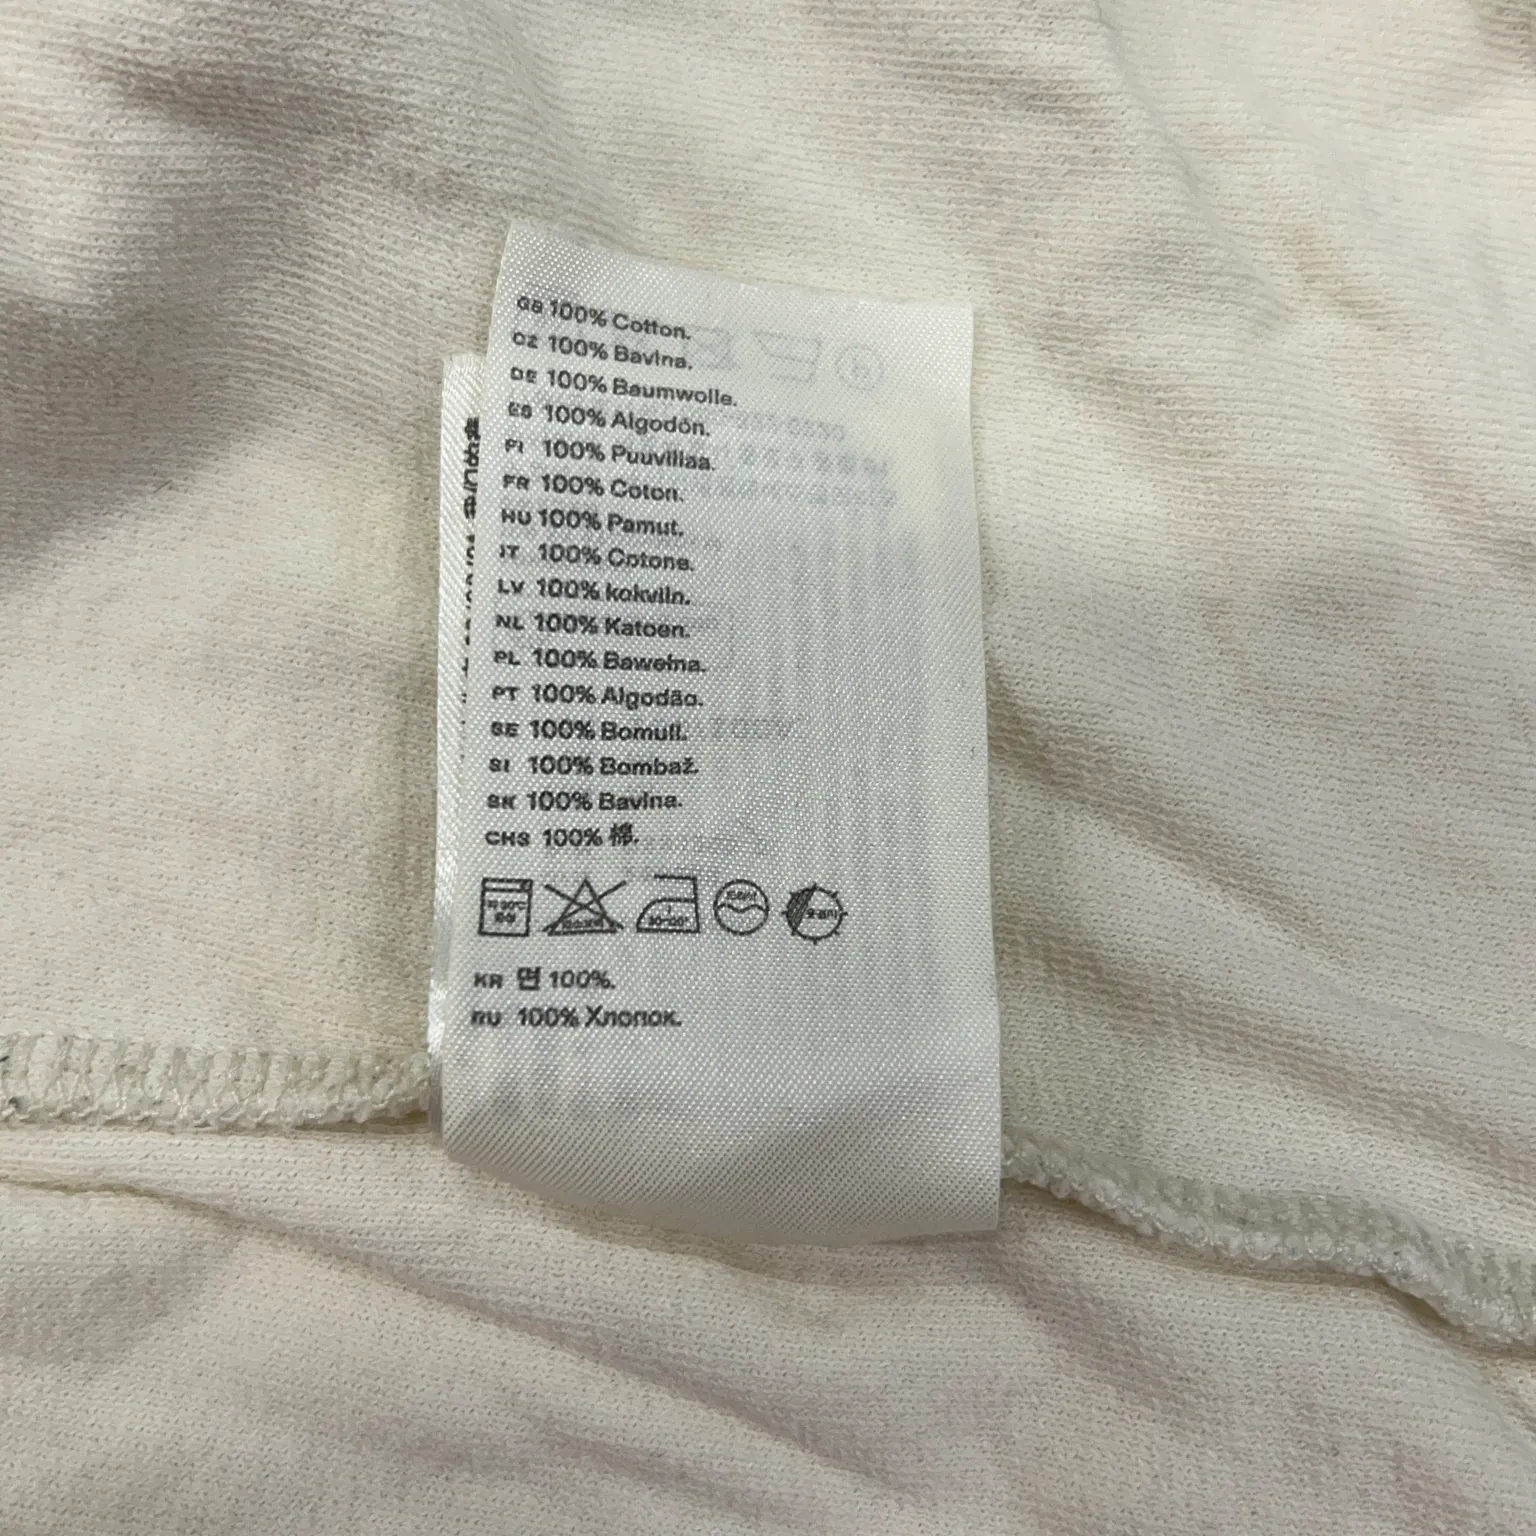 GB 100% Cotton.
CZ 100% Bavlna.
DE 100% Baumwolle.
ES 100% Algodón.
FI 100% Puuvillaa.
FR 100% Coton.
HU 100% Pamut.
IT 100% Cotone.
LV 100% kokviln.
NL 100% Katoen.
PL 100% Bawełna.
PT 100% Algodão.
SE 100% Bomull.
SI 100% Bombaž.
SK 100% Bavlna.
CHS 100% 棉.
KR 면 100%.
RU 100% Хлопок.